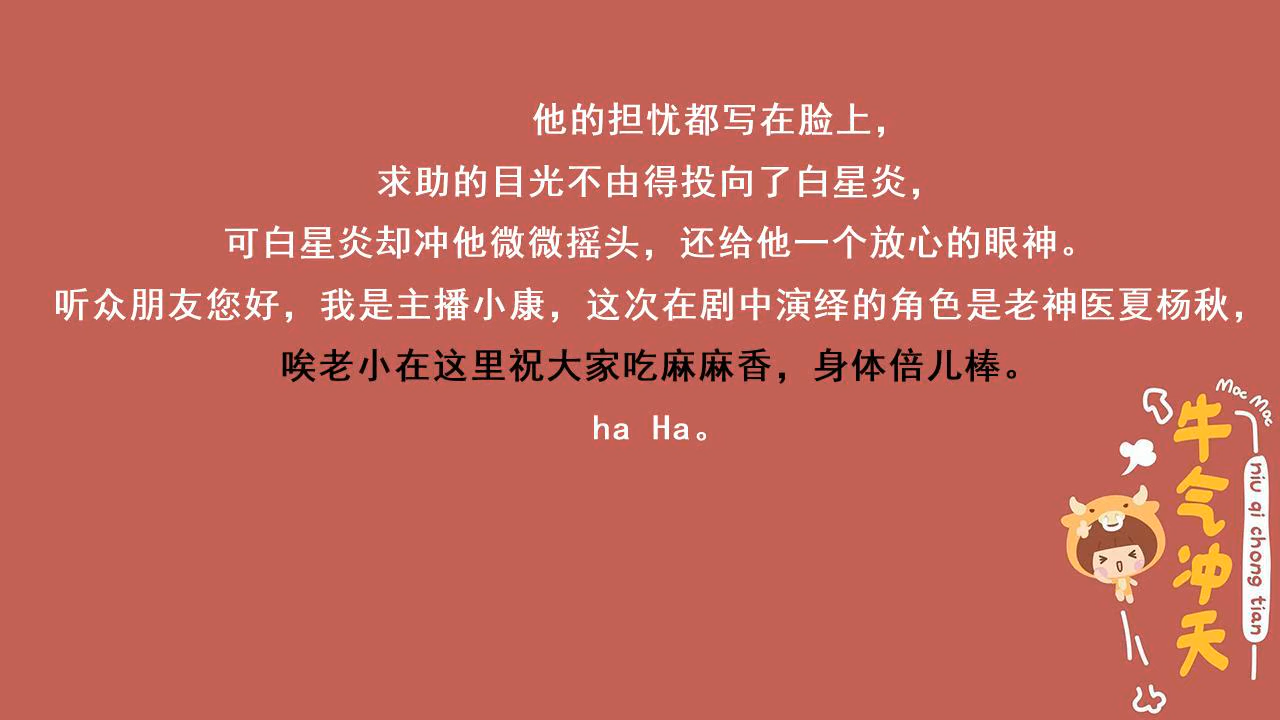 他的担忧都写在脸上，
求助的目光不由得投向了白星炎，
可白星炎却冲他微微摇头，还给他一个放心的眼神。
听众朋友您好，我是主播小康，这次在剧中演绎的角色是老神医夏杨秋，
唉老小在这里祝大家吃麻麻香，身体倍儿棒。
ha Ha。
Moc Moc
牛气冲天
niu qi chong tian